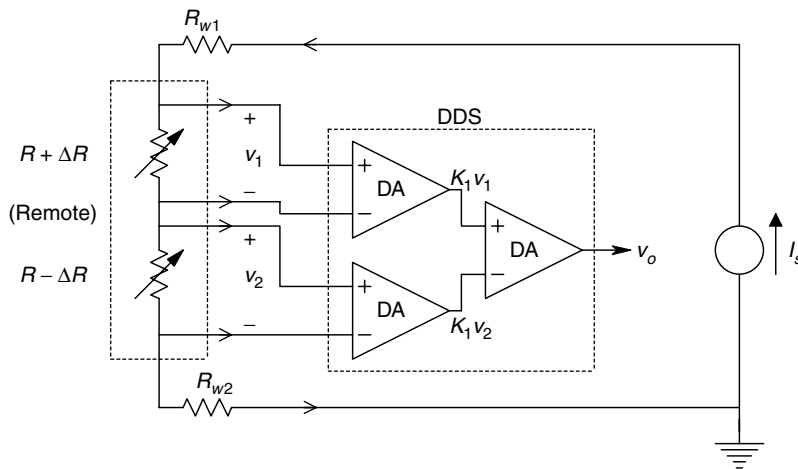 R_w1
DDS
+
R + ΔR
v_1
+
DA
K_1v_1
−
(Remote)
−
+
+
DA
v_o
I_s
−
R − ΔR
v_2
+
DA
K_1v_2
−
−
R_w2